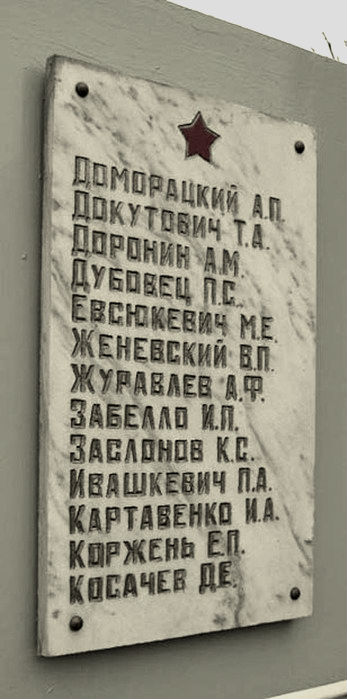 ДОМОРАЦКИЙ А.П.
ДОКУТОВИЧ Т.А.
ДОРОНИН А.М.
ДУБОВЕЦ П.С.
ЕВСЮКЕВИЧ М.Е.
ЖЕНЕВСКИЙ В.П.
ЖУРАВЛЕВ А.Ф.
ЗАБЕЛЛО И.П.
ЗАСЛОНОВ К.С.
ИВАШКЕВИЧ П.А.
КАРТАВЕНКО И.А.
КОРЖЕНЬ Е.П.
КОСАЧЕВ Д.Е.